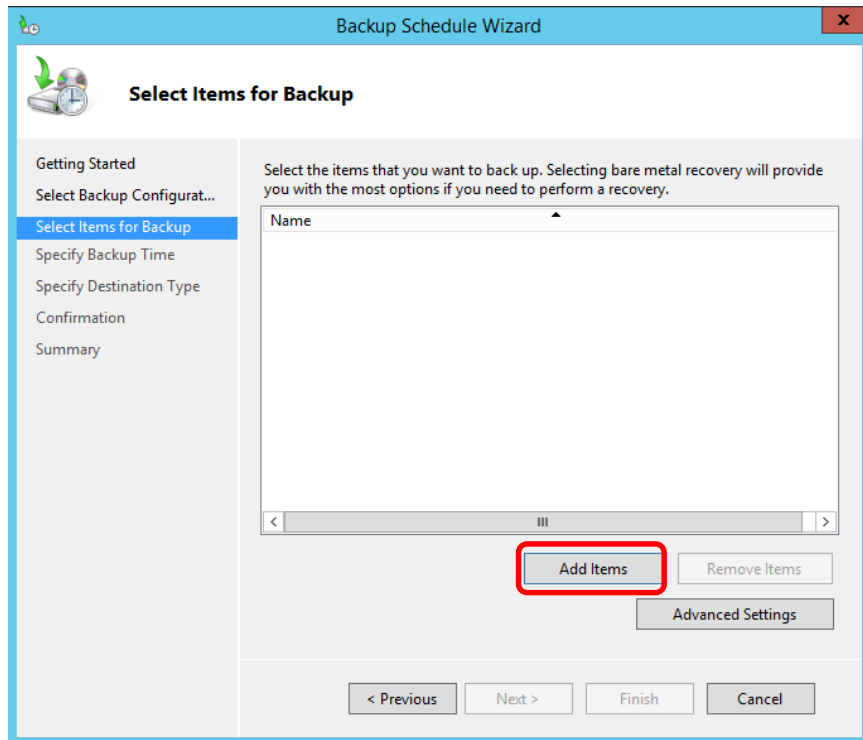 Backup Schedule Wizard
x
Select Items for Backup
Getting Started
Select Backup Configurat...
Select Items for Backup
Specify Backup Time
Specify Destination Type
Confirmation
Summary
Select the items that you want to back up. Selecting bare metal recovery will provide
you with the most options if you need to perform a recovery.
Name
Add Items
Remove Items
Advanced Settings
< Previous
Next >
Finish
Cancel